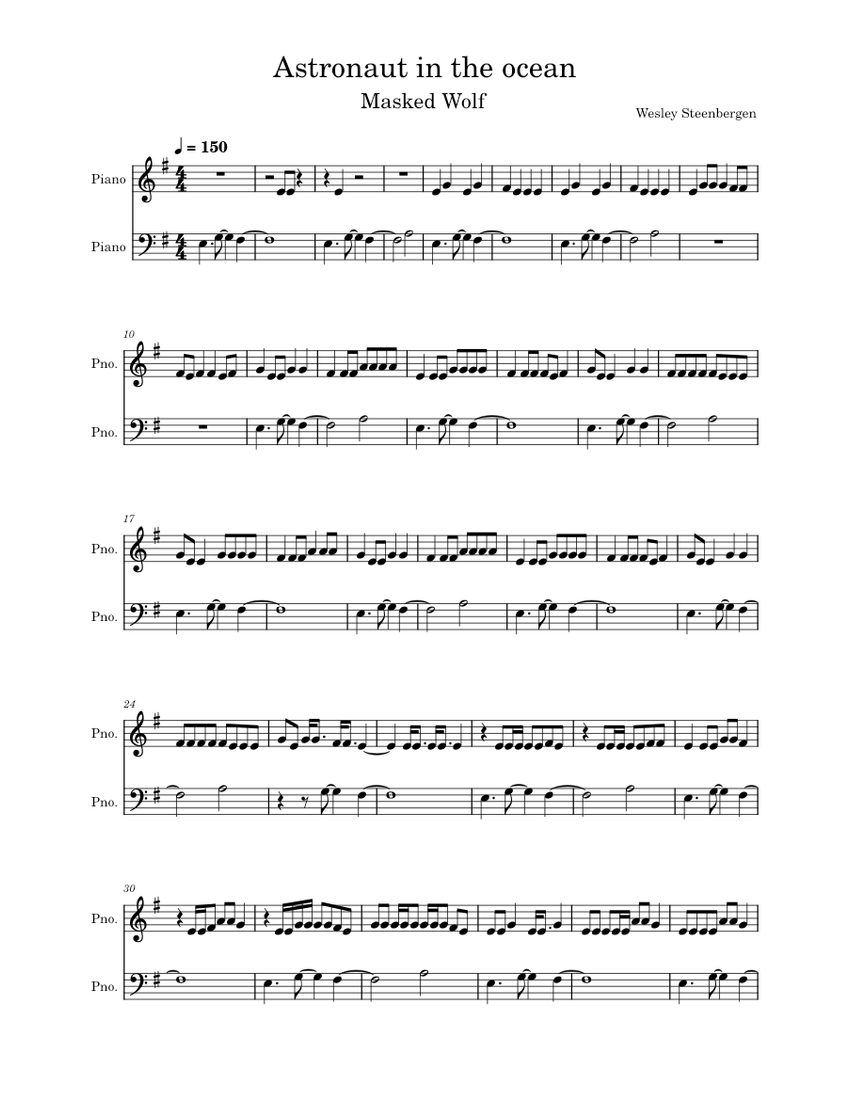 Astronaut in the ocean
Masked Wolf
Wesley Steenbergen
♩ = 150
Piano
Piano
10
Pno.
Pno.
17
Pno.
Pno.
24
Pno.
Pno.
30
Pno.
Pno.